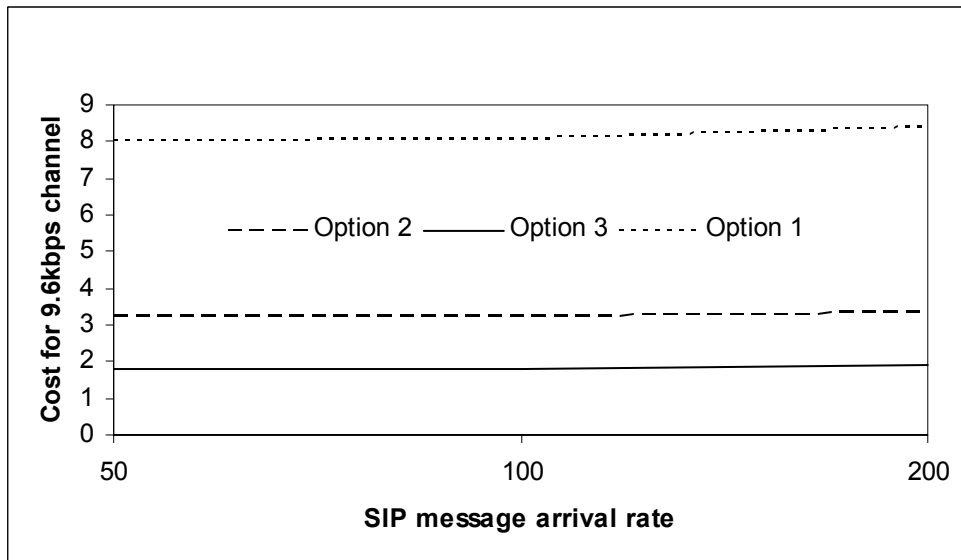 Cost for 9.6kbps channel
9
8
7
6
5
4
3
2
1
0
Option 2
Option 3
Option 1
50
100
200
SIP message arrival rate